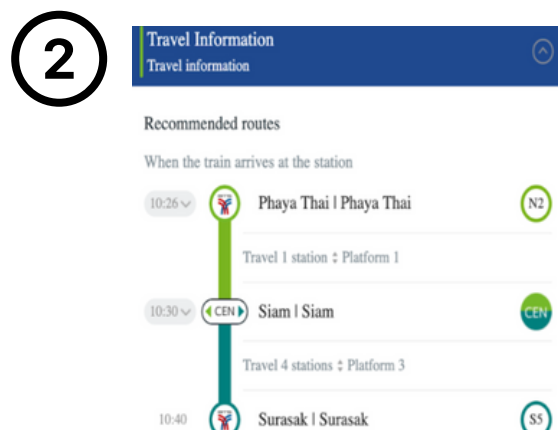 2
Travel Information
Travel information
Recommended routes
When the train arrives at the station
10:26 Phaya Thai | Phaya Thai N2
Travel 1 station Platform 1
10:30 CEN Siam | Siam CEN
Travel 4 stations Platform 3
10:40 Surasak | Surasak S5